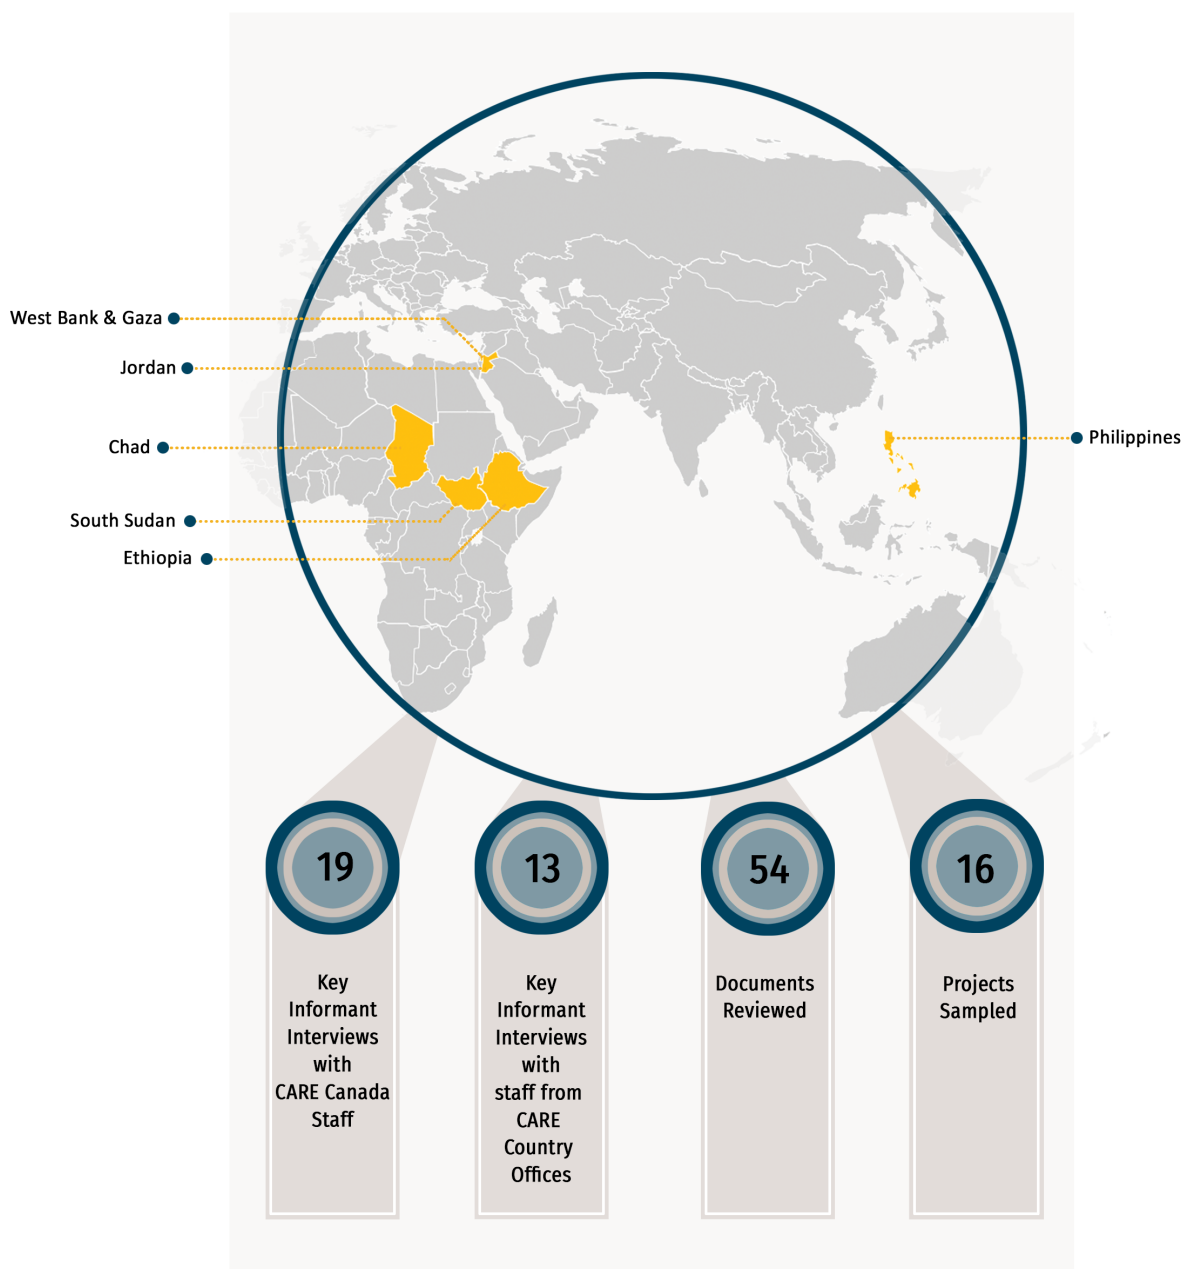 West Bank & Gaza
Jordan
Chad
South Sudan
Ethiopia
Philippines
19
Key
Informant
Interviews
with
CARE Canada
Staff
13
Key
Informant
Interviews
with
staff from
CARE
Country
Offices
54
Documents
Reviewed
16
Projects
Sampled